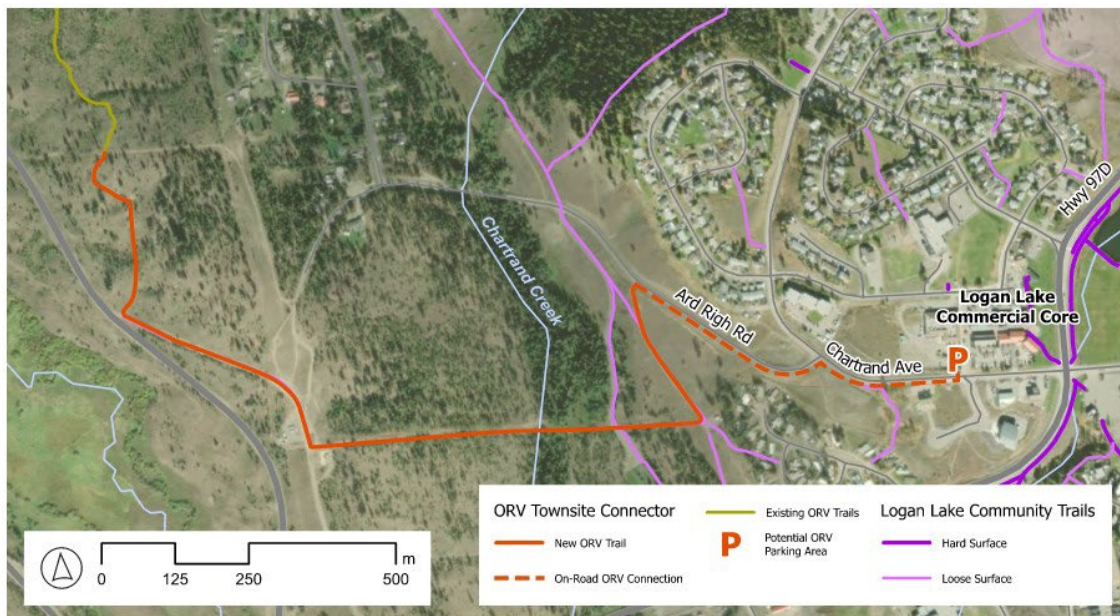 Hwy 97D
Chartrand Creek
Logan Lake
Commercial Core
Ard Righ Rd
Chartrand Ave
P
ORV Townsite Connector
New ORV Trail
On-Road ORV Connection
Existing ORV Trails
P
Potential ORV
Parking Area
Logan Lake Community Trails
Hard Surface
Loose Surface
m
0
125
250
500